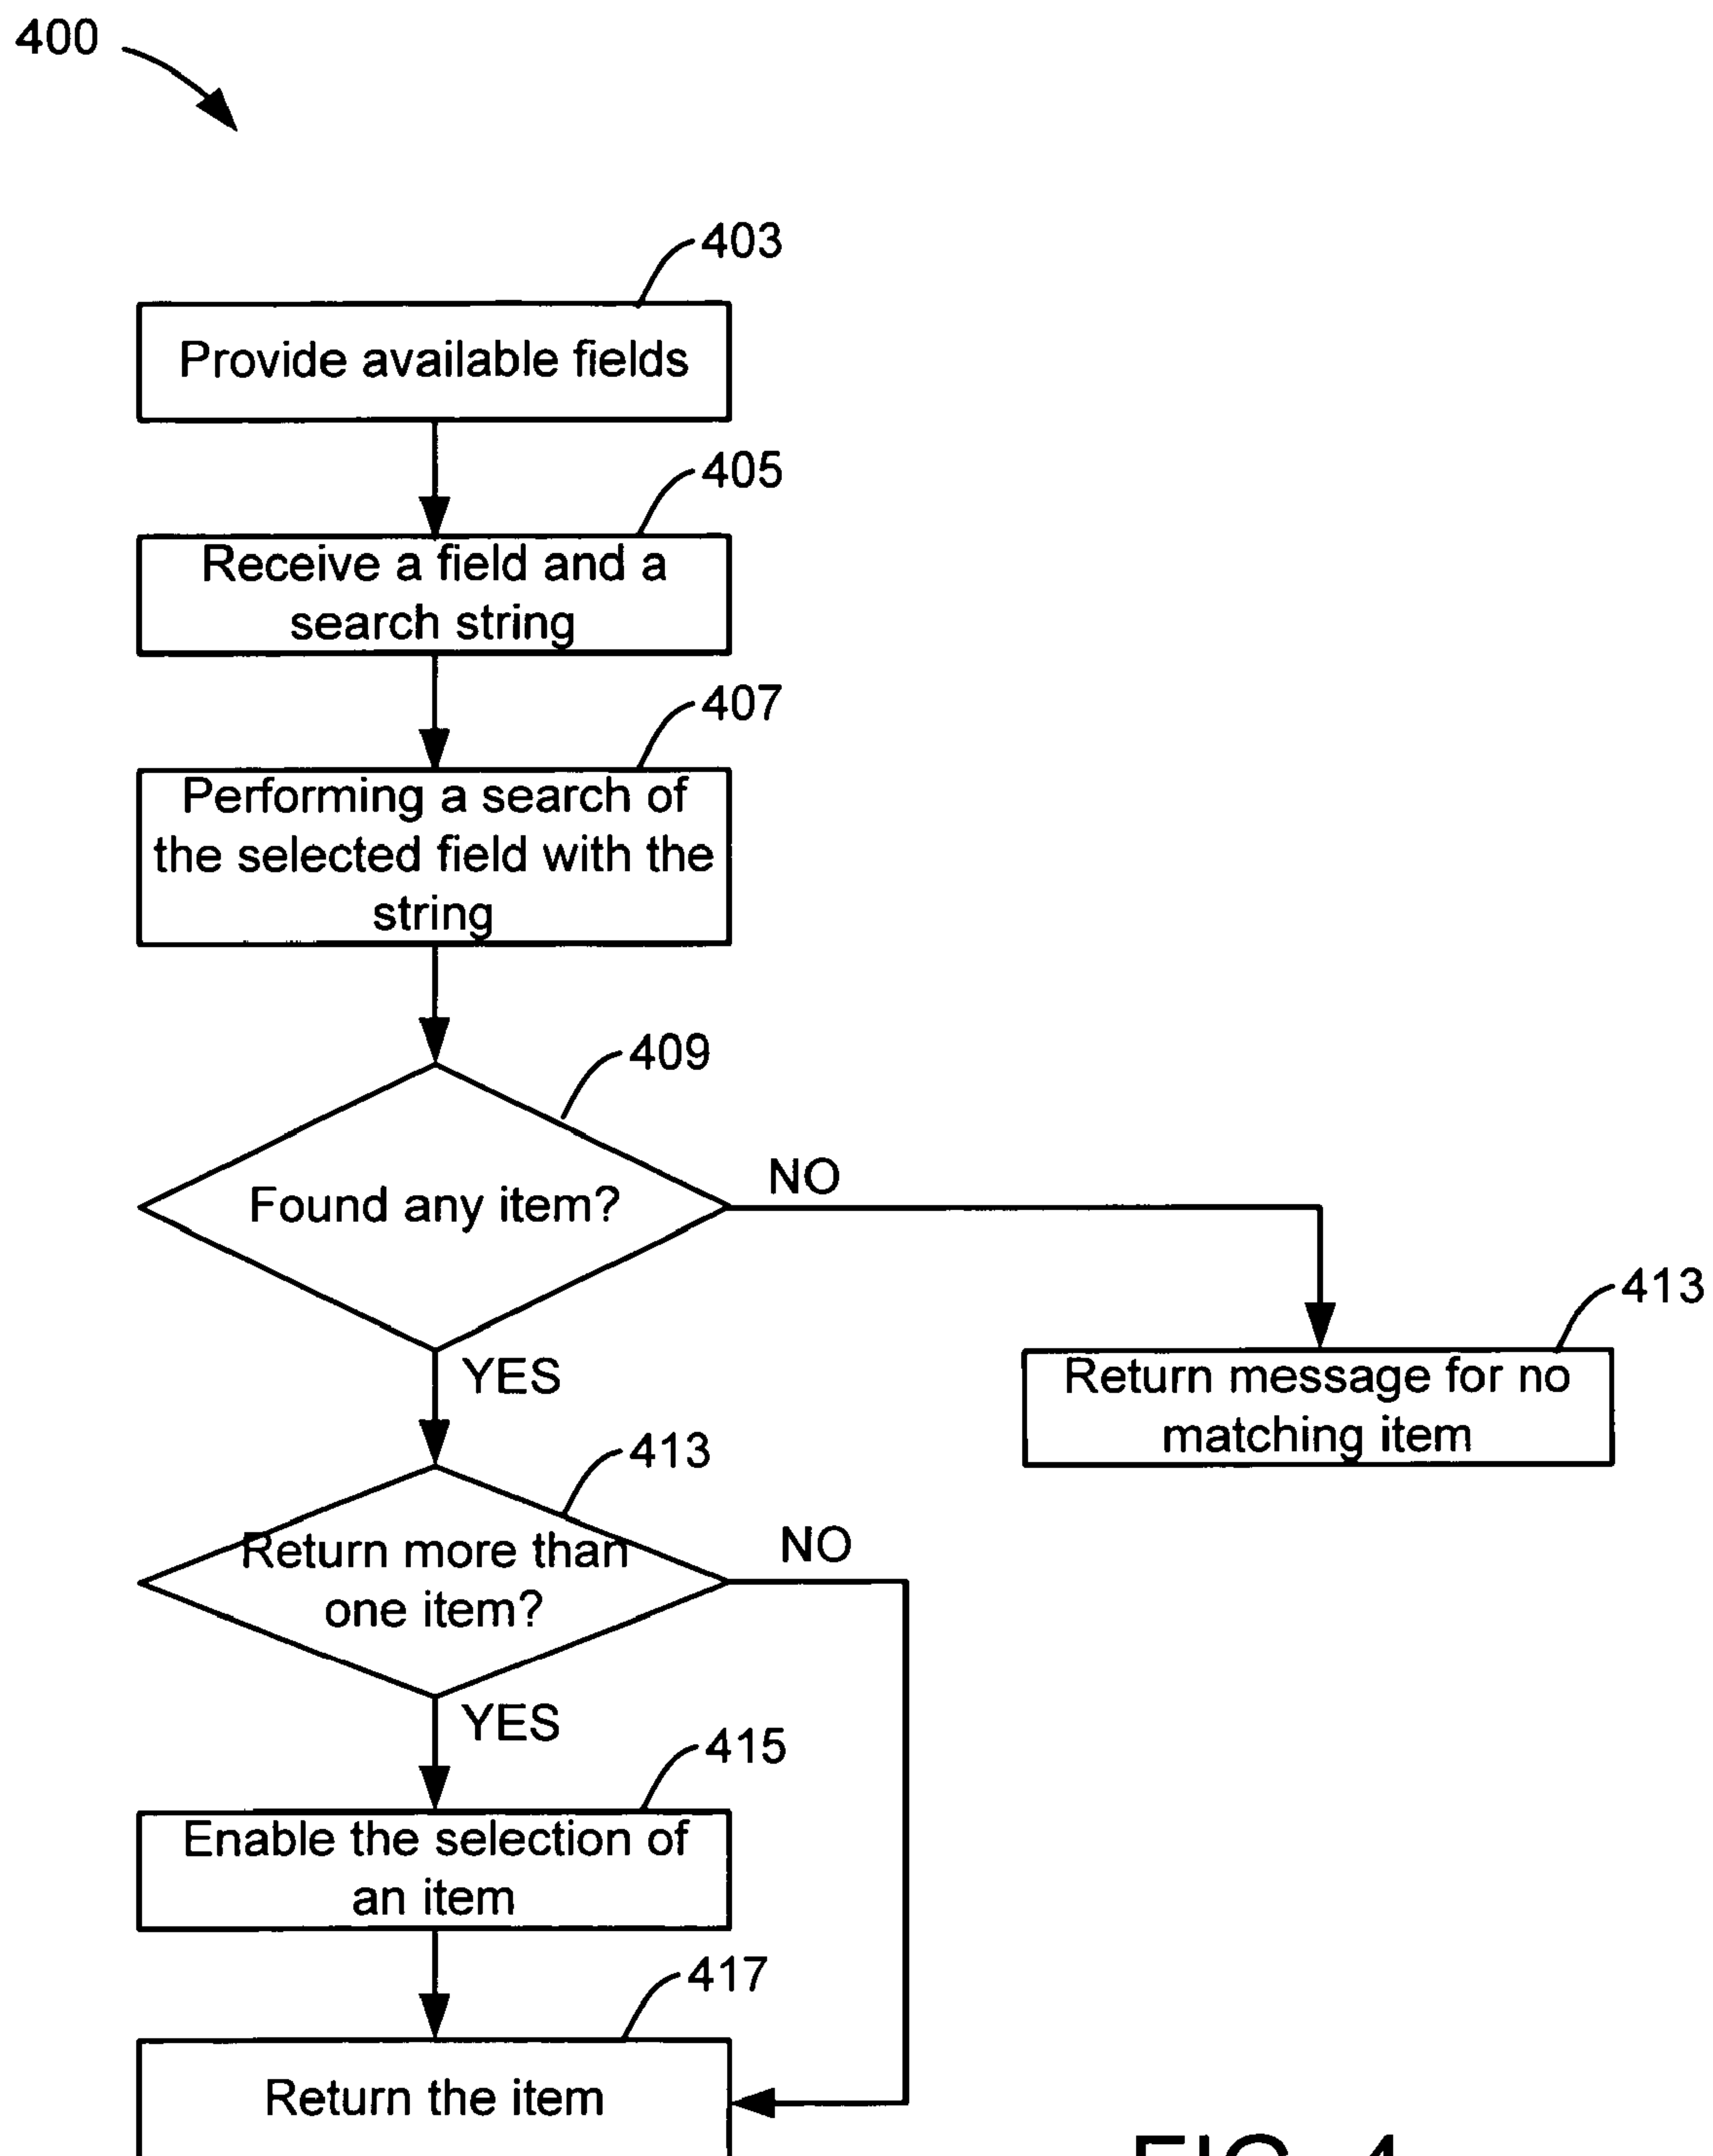 400
403
Provide available fields
405
Receive a field and a
search string
407
Performing a search of
the selected field with the
string
409
Found any item?
NO
413
Return message for no
matching item
YES
413
Return more than
one item?
NO
YES
415
Enable the selection of
an item
417
Return the item
FIG. 4